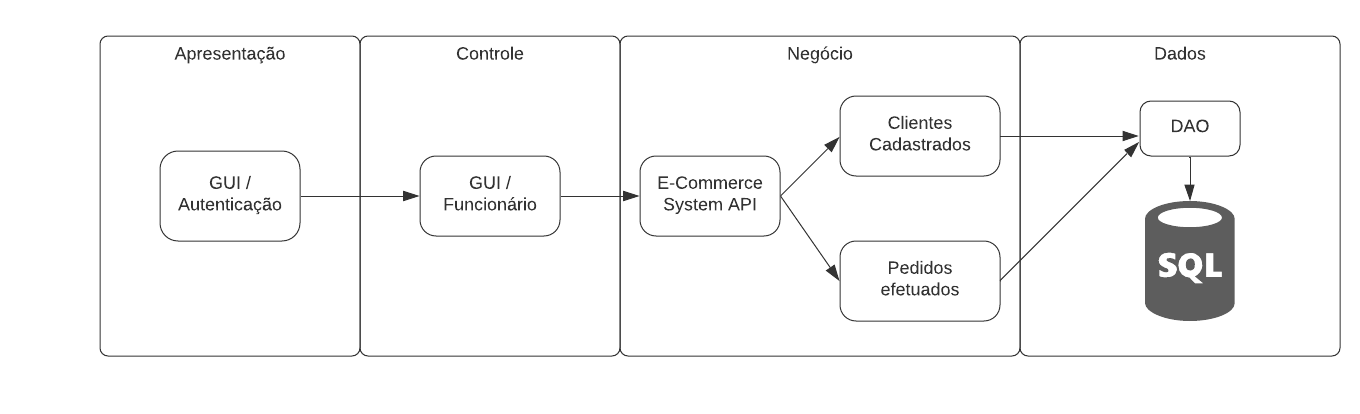 Apresentação
Controle
Negócio
Dados
GUI /
Autenticação
GUI /
Funcionário
E-Commerce
System API
Clientes
Cadastrados
Pedidos
efetuados
DAO
SQL